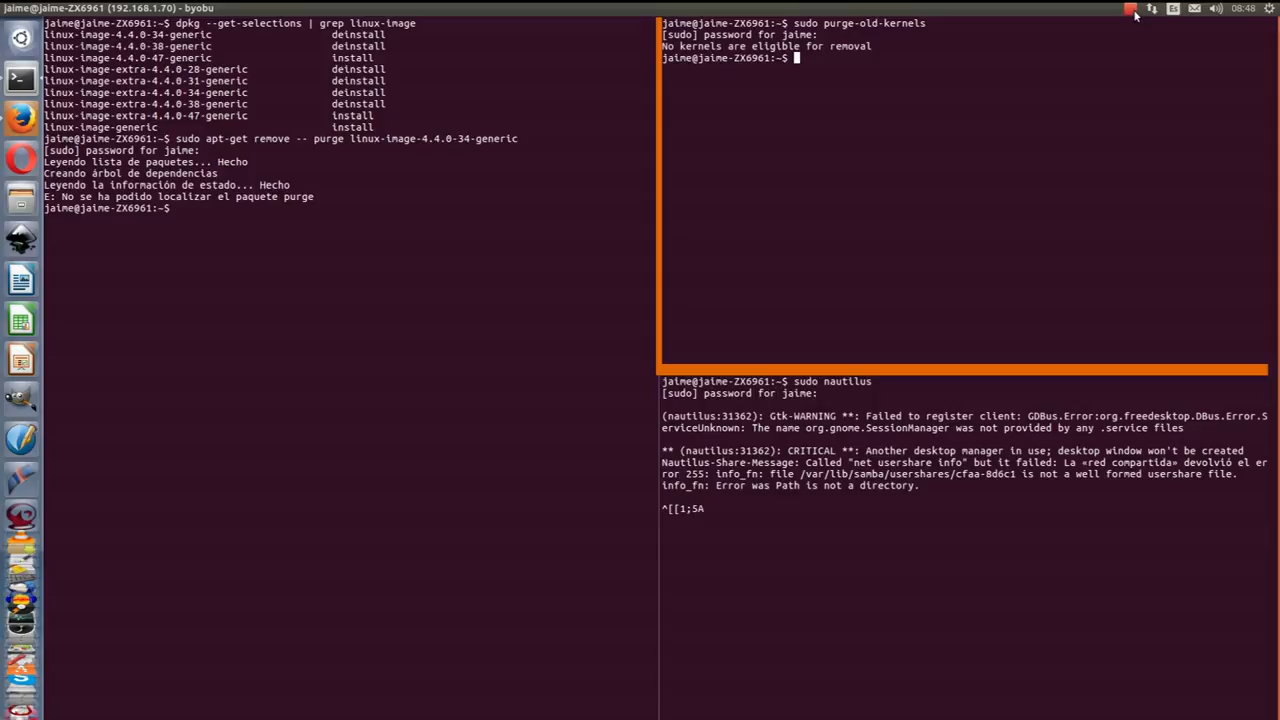 jaime@jaime-ZX6961 (192.168.1.70) - byobu
Es
08:48
jaime@jaime-ZX6961:~$ dpkg --get-selections | grep linux-image
linux-image-4.4.0-34-generic deinstall
linux-image-4.4.0-38-generic deinstall
linux-image-4.4.0-47-generic install
linux-image-extra-4.4.0-28-generic deinstall
linux-image-extra-4.4.0-31-generic deinstall
linux-image-extra-4.4.0-34-generic deinstall
linux-image-extra-4.4.0-38-generic deinstall
linux-image-extra-4.4.0-47-generic install
linux-image-generic install
jaime@jaime-ZX6961:~$ sudo apt-get remove -- purge linux-image-4.4.0-34-generic
[sudo] password for jaime:
Leyendo lista de paquetes... Hecho
Creando árbol de dependencias
Leyendo la información de estado... Hecho
E: No se ha podido localizar el paquete purge
jaime@jaime-ZX6961:~$
jaime@jaime-ZX6961:~$ sudo purge-old-kernels
[sudo] password for jaime:
No kernels are eligible for removal
jaime@jaime-ZX6961:~$
jaime@jaime-ZX6961:~$ sudo nautilus
[sudo] password for jaime:
(nautilus:31362): Gtk-WARNING **: Failed to register client: GDBus.Error:org.freedesktop.DBus.Error.S
erviceUnknown: The name org.gnome.SessionManager was not provided by any .service files
** (nautilus:31362): CRITICAL **: Another desktop manager in use; desktop window won't be created
Nautilus-Share-Message: Called "net usershare info" but it failed: La «red compartida» devolvió el er
ror 255: info_fn: file /var/lib/samba/usershares/cfaa-8d6c1 is not a well formed usershare file.
info_fn: Error was Path is not a directory.
^[[1;5A